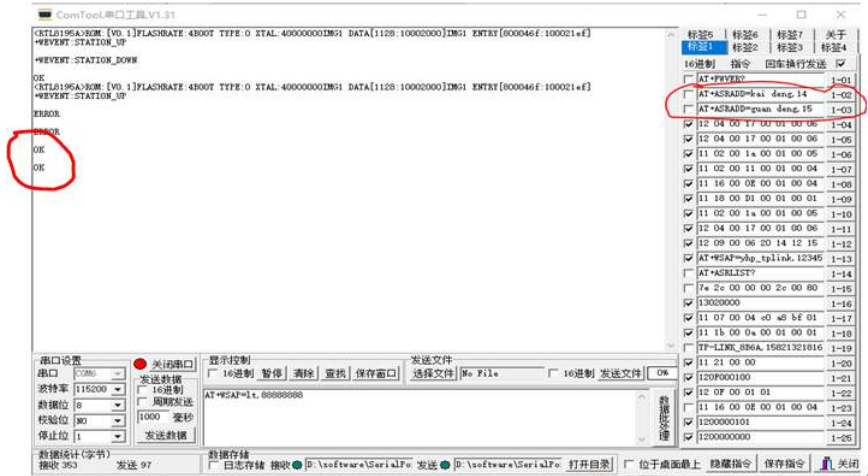 ComTool.串口工具.V1.31
<RTL8195A>ROM:[V0.1]FLASHRATE:4BOOT TYPE:0 XTAL:40000000IMG1 DATA[1128:10002000]IMG1 ENTRY[800046f:100021ef]
+WEVENT:STATION_UP
+WEVENT:STATION_DOWN
OK
<RTL8195A>ROM:[V0.1]FLASHRATE:4BOOT TYPE:0 XTAL:40000000IMG1 DATA[1128:10002000]IMG1 ENTRY[800046f:100021ef]
+WEVENT:STATION_UP
ERROR
ERROR
OK
OK
标签5 标签6 标签7 关于
标签1 标签2 标签3 标签4
16进制 指令 回车换行发送
AT+FWVER? 1-01
AT+ASRADD=kai deng,14 1-02
AT+ASRADD=guan deng,15 1-03
12 04 00 17 00 01 00 06 1-04
12 04 00 17 00 01 00 06 1-05
11 02 00 1a 00 01 00 05 1-06
11 02 00 11 00 01 00 04 1-07
11 16 00 0E 00 01 00 04 1-08
11 18 00 D1 00 01 00 01 1-09
11 02 00 1a 00 01 00 05 1-10
12 04 00 17 00 01 00 06 1-11
12 09 00 06 20 14 12 15 1-12
AT+WSAP=yhp_tplink,12345 1-13
AT+ASRLIST? 1-14
7e 2c 00 00 00 2c 00 80 1-15
13020000 1-16
11 07 00 04 c0 a8 bf 01 1-17
11 1b 00 0a 00 01 00 01 1-18
TP-LINK_8B6A,15821321816 1-19
11 21 00 00 1-20
120F000100 1-21
12 0F 00 01 01 1-22
11 16 00 0E 00 01 00 04 1-23
1200000101 1-24
1200000000 1-25
串口设置
串口 COM6
波特率 115200
数据位 8
校验位 NO
停止位 1
关闭串口
发送数据
16进制
周期发送
1000 毫秒
发送数据
显示控制
16进制 暂停 清除 查找 保存窗口
发送文件
选择文件 No File 16进制 发送文件 0%
AT+WSAP=lt,88888888
数据批处理
数据统计(字节)
接收 353 发送 97
数据存储
日志存储 接收 D:\software\SerialPo: 发送 D:\software\SerialPo: 打开目录
位于桌面最上 隐藏指令 保存指令 关闭